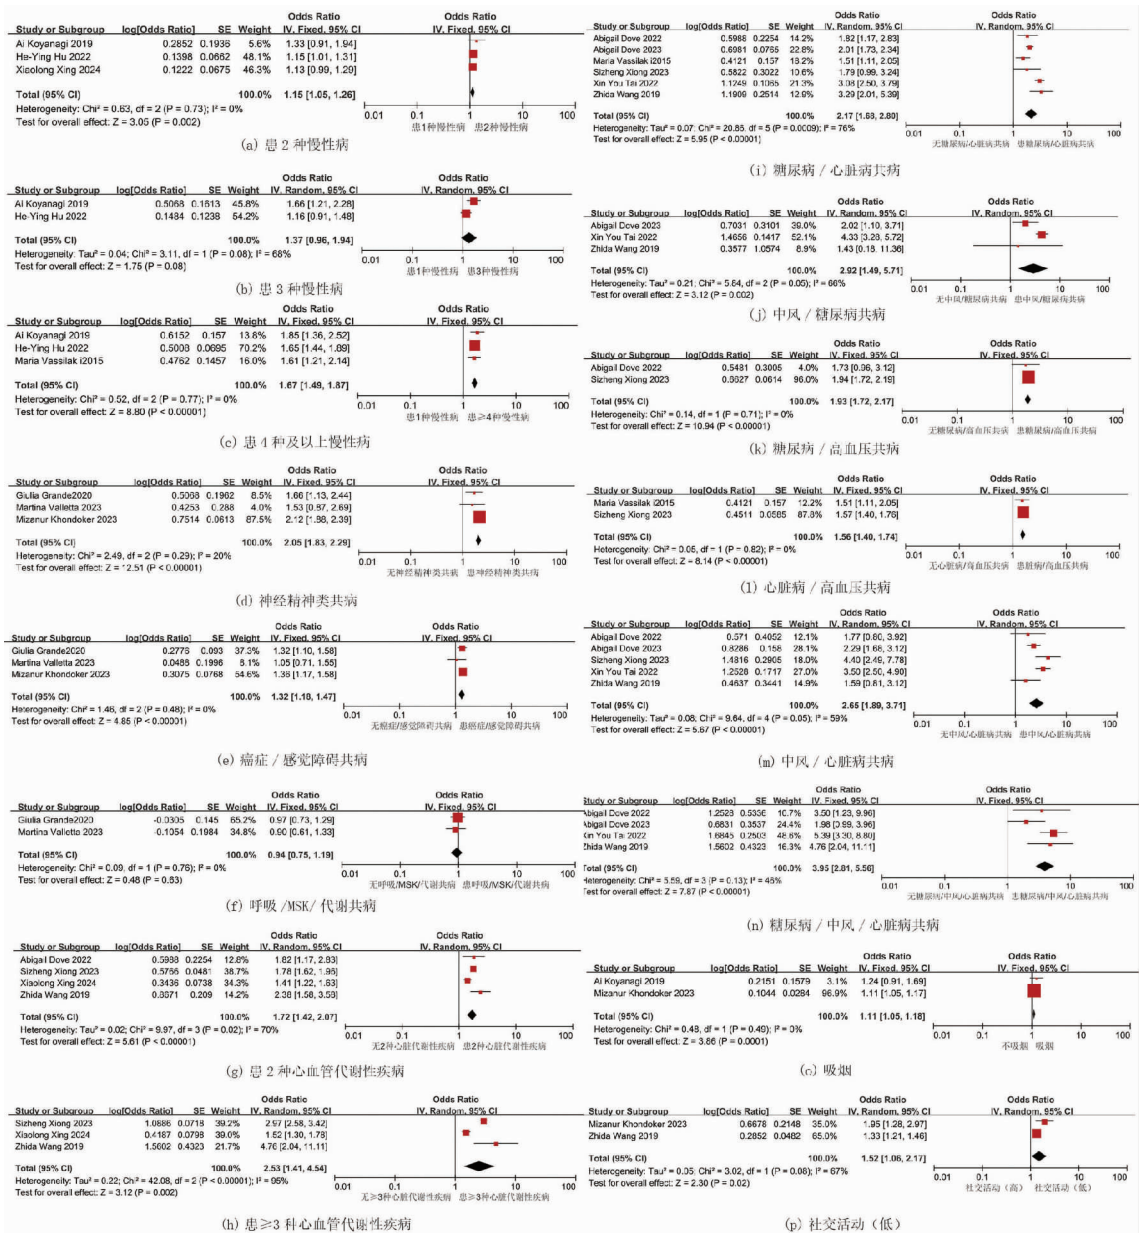 Odds Ratio Odds Ratio
Study or Subgroup log[Odds Ratio] SE Weight IV. Fixed. 95% CI IV. Fixed. 95% CI
Ai Koyanagi 2019 0.2852 0.1936 5.6% 1.33 [0.91, 1.94]
He-Ying Hu 2022 0.1398 0.0662 48.1% 1.15 [1.01, 1.31]
Xiaolong Xing 2024 0.1222 0.0675 46.3% 1.13 [0.99, 1.29]
Total (95% CI) 100.0% 1.15 [1.05, 1.26]
Heterogeneity: Chi² = 0.63, df = 2 (P = 0.73); I² = 0%
Test for overall effect: Z = 3.05 (P = 0.002)
0.01 0.1 1 10 100
患1种慢性病 患2种慢性病
(a) 患2种慢性病
Odds Ratio Odds Ratio
Study or Subgroup log[Odds Ratio] SE Weight IV. Random. 95% CI IV. Random. 95% CI
Ai Koyanagi 2019 0.5068 0.1613 45.8% 1.66 [1.21, 2.28]
He-Ying Hu 2022 0.1484 0.1238 54.2% 1.16 [0.91, 1.48]
Total (95% CI) 100.0% 1.37 [0.96, 1.94]
Heterogeneity: Tau² = 0.04; Chi² = 3.11, df = 1 (P = 0.08); I² = 68%
Test for overall effect: Z = 1.75 (P = 0.08)
0.01 0.1 1 10 100
患1种慢性病 患3种慢性病
(b) 患3种慢性病
Odds Ratio Odds Ratio
Study or Subgroup log[Odds Ratio] SE Weight IV. Fixed. 95% CI IV. Fixed. 95% CI
Ai Koyanagi 2019 0.6152 0.157 13.8% 1.85 [1.36, 2.52]
He-Ying Hu 2022 0.5008 0.0695 70.2% 1.65 [1.44, 1.89]
Maria Vassilak i2015 0.4762 0.1457 16.0% 1.61 [1.21, 2.14]
Total (95% CI) 100.0% 1.67 [1.49, 1.87]
Heterogeneity: Chi² = 0.52, df = 2 (P = 0.77); I² = 0%
Test for overall effect: Z = 8.80 (P < 0.00001)
0.01 0.1 1 10 100
患1种慢性病 患≥4种慢性病
(c) 患4种及以上慢性病
Odds Ratio Odds Ratio
Study or Subgroup log[Odds Ratio] SE Weight IV. Fixed. 95% CI IV. Fixed. 95% CI
Giulia Grande2020 0.5068 0.1962 8.5% 1.66 [1.13, 2.44]
Martina Valletta 2023 0.4253 0.288 4.0% 1.53 [0.87, 2.69]
Mizanur Khondoker 2023 0.7514 0.0613 87.5% 2.12 [1.88, 2.39]
Total (95% CI) 100.0% 2.05 [1.83, 2.29]
Heterogeneity: Chi² = 2.49, df = 2 (P = 0.29); I² = 20%
Test for overall effect: Z = 12.51 (P < 0.00001)
0.01 0.1 1 10 100
无神经精神类共病 患神经精神类共病
(d) 神经精神类共病
Odds Ratio Odds Ratio
Study or Subgroup log[Odds Ratio] SE Weight IV. Fixed. 95% CI IV. Fixed. 95% CI
Giulia Grande2020 0.2776 0.093 37.3% 1.32 [1.10, 1.58]
Martina Valletta 2023 0.0488 0.1996 8.1% 1.05 [0.71, 1.55]
Mizanur Khondoker 2023 0.3075 0.0768 54.6% 1.36 [1.17, 1.58]
Total (95% CI) 100.0% 1.32 [1.18, 1.47]
Heterogeneity: Chi² = 1.46, df = 2 (P = 0.48); I² = 0%
Test for overall effect: Z = 4.85 (P < 0.00001)
0.01 0.1 1 10 100
无癌症/感觉障碍共病 患癌症/感觉障碍共病
(e) 癌症/感觉障碍共病
Odds Ratio Odds Ratio
Study or Subgroup log[Odds Ratio] SE Weight IV. Fixed. 95% CI IV. Fixed. 95% CI
Giulia Grande2020 -0.0305 0.145 65.2% 0.97 [0.73, 1.29]
Martina Valletta 2023 -0.1054 0.1984 34.8% 0.90 [0.61, 1.33]
Total (95% CI) 100.0% 0.94 [0.75, 1.19]
Heterogeneity: Chi² = 0.09, df = 1 (P = 0.76); I² = 0%
Test for overall effect: Z = 0.48 (P = 0.63)
0.01 0.1 1 10 100
无呼吸/MSK/代谢共病 患呼吸/MSK/代谢共病
(f) 呼吸/MSK/代谢共病
Odds Ratio Odds Ratio
Study or Subgroup log[Odds Ratio] SE Weight IV. Random. 95% CI IV. Random. 95% CI
Abigail Dove 2022 0.5988 0.2254 12.8% 1.82 [1.17, 2.83]
Sizheng Xiong 2023 0.5766 0.0481 38.7% 1.78 [1.62, 1.96]
Xiaolong Xing 2024 0.3436 0.0738 34.3% 1.41 [1.22, 1.63]
Zhida Wang 2019 0.8671 0.209 14.2% 2.38 [1.58, 3.58]
Total (95% CI) 100.0% 1.72 [1.42, 2.07]
Heterogeneity: Tau² = 0.02; Chi² = 9.97, df = 3 (P = 0.02); I² = 70%
Test for overall effect: Z = 5.61 (P < 0.00001)
0.01 0.1 1 10 100
无2种心脏代谢性疾病 患2种心脏代谢性疾病
(g) 患2种心血管代谢性疾病
Odds Ratio Odds Ratio
Study or Subgroup log[Odds Ratio] SE Weight IV. Random. 95% CI IV. Random. 95% CI
Sizheng Xiong 2023 1.0886 0.0718 39.2% 2.97 [2.58, 3.42]
Xiaolong Xing 2024 0.4187 0.0798 39.0% 1.52 [1.30, 1.78]
Zhida Wang 2019 1.5602 0.4323 21.7% 4.76 [2.04, 11.11]
Total (95% CI) 100.0% 2.53 [1.41, 4.54]
Heterogeneity: Tau² = 0.22; Chi² = 42.08, df = 2 (P < 0.00001); I² = 95%
Test for overall effect: Z = 3.12 (P = 0.002)
0.01 0.1 1 10 100
无≥3种心脏代谢性疾病 患≥3种心脏代谢性疾病
(h) 患≥3种心血管代谢性疾病
Odds Ratio Odds Ratio
Study or Subgroup log[Odds Ratio] SE Weight IV. Random. 95% CI IV. Random. 95% CI
Abigail Dove 2022 0.5988 0.2254 14.2% 1.82 [1.17, 2.83]
Abigail Dove 2023 0.6981 0.0765 22.8% 2.01 [1.73, 2.34]
Maria Vassilak i2015 0.4121 0.157 18.2% 1.51 [1.11, 2.05]
Sizheng Xiong 2023 0.5822 0.3022 10.6% 1.79 [0.99, 3.24]
Xin You Tai 2022 1.1249 0.1065 21.3% 3.08 [2.50, 3.79]
Zhida Wang 2019 1.1909 0.2514 12.9% 3.29 [2.01, 5.39]
Total (95% CI) 100.0% 2.17 [1.68, 2.80]
Heterogeneity: Tau² = 0.07; Chi² = 20.85, df = 5 (P = 0.0009); I² = 76%
Test for overall effect: Z = 5.95 (P < 0.00001)
0.01 0.1 1 10 100
无糖尿病/心脏病共病 患糖尿病/心脏病共病
(i) 糖尿病/心脏病共病
Odds Ratio Odds Ratio
Study or Subgroup log[Odds Ratio] SE Weight IV. Random. 95% CI IV. Random. 95% CI
Abigail Dove 2023 0.7031 0.3101 39.0% 2.02 [1.10, 3.71]
Xin You Tai 2022 1.4656 0.1417 52.1% 4.33 [3.28, 5.72]
Zhida Wang 2019 0.3577 1.0574 8.9% 1.43 [0.18, 11.36]
Total (95% CI) 100.0% 2.92 [1.49, 5.71]
Heterogeneity: Tau² = 0.21; Chi² = 5.84, df = 2 (P = 0.05); I² = 66%
Test for overall effect: Z = 3.12 (P = 0.002)
0.01 0.1 1 10 100
无中风/糖尿病共病 患中风/糖尿病共病
(j) 中风/糖尿病共病
Odds Ratio Odds Ratio
Study or Subgroup log[Odds Ratio] SE Weight IV. Fixed. 95% CI IV. Fixed. 95% CI
Abigail Dove 2022 0.5481 0.3005 4.0% 1.73 [0.96, 3.12]
Sizheng Xiong 2023 0.6627 0.0614 96.0% 1.94 [1.72, 2.19]
Total (95% CI) 100.0% 1.93 [1.72, 2.17]
Heterogeneity: Chi² = 0.14, df = 1 (P = 0.71); I² = 0%
Test for overall effect: Z = 10.94 (P < 0.00001)
0.01 0.1 1 10 100
无糖尿病/高血压共病 患糖尿病/高血压共病
(k) 糖尿病/高血压共病
Odds Ratio Odds Ratio
Study or Subgroup log[Odds Ratio] SE Weight IV. Fixed. 95% CI IV. Fixed. 95% CI
Maria Vassilak i2015 0.4121 0.157 12.2% 1.51 [1.11, 2.05]
Sizheng Xiong 2023 0.4511 0.0585 87.8% 1.57 [1.40, 1.76]
Total (95% CI) 100.0% 1.56 [1.40, 1.74]
Heterogeneity: Chi² = 0.05, df = 1 (P = 0.82); I² = 0%
Test for overall effect: Z = 8.14 (P < 0.00001)
0.01 0.1 1 10 100
无心脏病/高血压共病 患脏病/高血压共病
(l) 心脏病/高血压共病
Odds Ratio Odds Ratio
Study or Subgroup log[Odds Ratio] SE Weight IV. Random. 95% CI IV. Random. 95% CI
Abigail Dove 2022 0.571 0.4052 12.1% 1.77 [0.80, 3.92]
Abigail Dove 2023 0.8286 0.158 28.1% 2.29 [1.68, 3.12]
Sizheng Xiong 2023 1.4816 0.2905 18.0% 4.40 [2.49, 7.78]
Xin You Tai 2022 1.2528 0.1717 27.0% 3.50 [2.50, 4.90]
Zhida Wang 2019 0.4637 0.3441 14.9% 1.59 [0.81, 3.12]
Total (95% CI) 100.0% 2.65 [1.89, 3.71]
Heterogeneity: Tau² = 0.08; Chi² = 9.64, df = 4 (P = 0.05); I² = 59%
Test for overall effect: Z = 5.67 (P < 0.00001)
0.01 0.1 1 10 100
无中风/心脏病共病 患中风/心脏病共病
(m) 中风/心脏病共病
Odds Ratio Odds Ratio
Study or Subgroup log[Odds Ratio] SE Weight IV. Fixed. 95% CI IV. Fixed. 95% CI
Abigail Dove 2022 1.2528 0.5336 10.7% 3.50 [1.23, 9.96]
Abigail Dove 2023 0.6831 0.3537 24.4% 1.98 [0.99, 3.96]
Xin You Tai 2022 1.6845 0.2503 48.6% 5.39 [3.30, 8.80]
Zhida Wang 2019 1.5602 0.4323 16.3% 4.76 [2.04, 11.11]
Total (95% CI) 100.0% 3.95 [2.81, 5.56]
Heterogeneity: Chi² = 5.59, df = 3 (P = 0.13); I² = 46%
Test for overall effect: Z = 7.87 (P < 0.00001)
0.01 0.1 1 10 100
无糖尿病/中风/心脏病共病 患糖尿病/中风/心脏病共病
(n) 糖尿病/中风/心脏病共病
Odds Ratio Odds Ratio
Study or Subgroup log[Odds Ratio] SE Weight IV. Fixed. 95% CI IV. Fixed. 95% CI
Ai Koyanagi 2019 0.2151 0.1579 3.1% 1.24 [0.91, 1.69]
Mizanur Khondoker 2023 0.1044 0.0284 96.9% 1.11 [1.05, 1.17]
Total (95% CI) 100.0% 1.11 [1.05, 1.18]
Heterogeneity: Chi² = 0.48, df = 1 (P = 0.49); I² = 0%
Test for overall effect: Z = 3.86 (P = 0.0001)
0.01 0.1 1 10 100
不吸烟 吸烟
(o) 吸烟
Odds Ratio Odds Ratio
Study or Subgroup log[Odds Ratio] SE Weight IV. Random. 95% CI IV. Random. 95% CI
Mizanur Khondoker 2023 0.6678 0.2148 35.0% 1.95 [1.28, 2.97]
Zhida Wang 2019 0.2852 0.0482 65.0% 1.33 [1.21, 1.46]
Total (95% CI) 100.0% 1.52 [1.06, 2.17]
Heterogeneity: Tau² = 0.05; Chi² = 3.02, df = 1 (P = 0.08); I² = 67%
Test for overall effect: Z = 2.30 (P = 0.02)
0.01 0.1 1 10 100
社交活动（高） 社交活动（低）
(p) 社交活动（低）